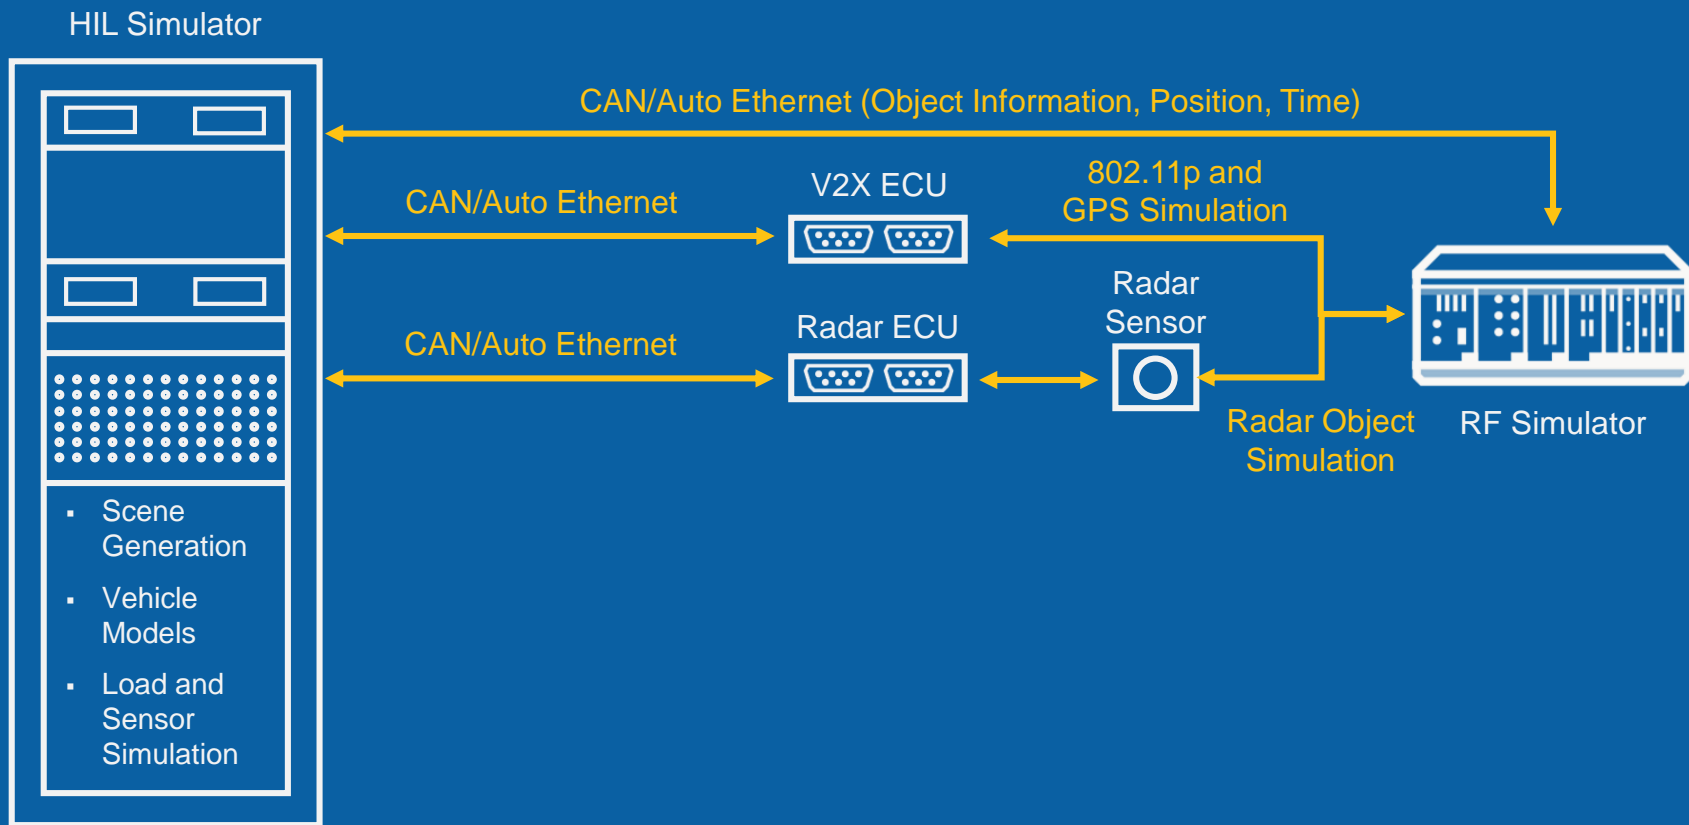 HIL Simulator
CAN/Auto Ethernet (Object Information, Position, Time)
CAN/Auto Ethernet
V2X ECU
802.11p and
GPS Simulation
CAN/Auto Ethernet
Radar ECU
Radar
Sensor
Radar Object
Simulation
RF Simulator
▪ Scene
Generation
▪ Vehicle
Models
▪ Load and
Sensor
Simulation